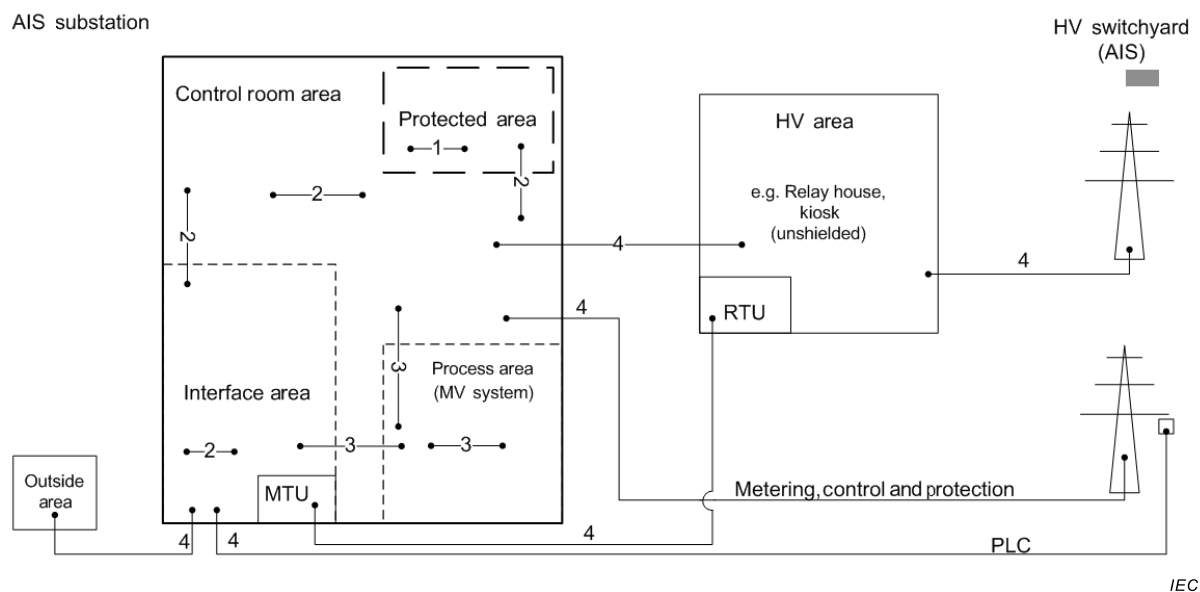 AIS substation
HV switchyard
(AIS)
Control room area
Protected area
1
2
2
2
HV area
e.g. Relay house,
kiosk
(unshielded)
4
4
4
RTU
3
Process area
(MV system)
Interface area
2
3
3
Outside
area
MTU
Metering, control and protection
4
4
4
PLC
IEC